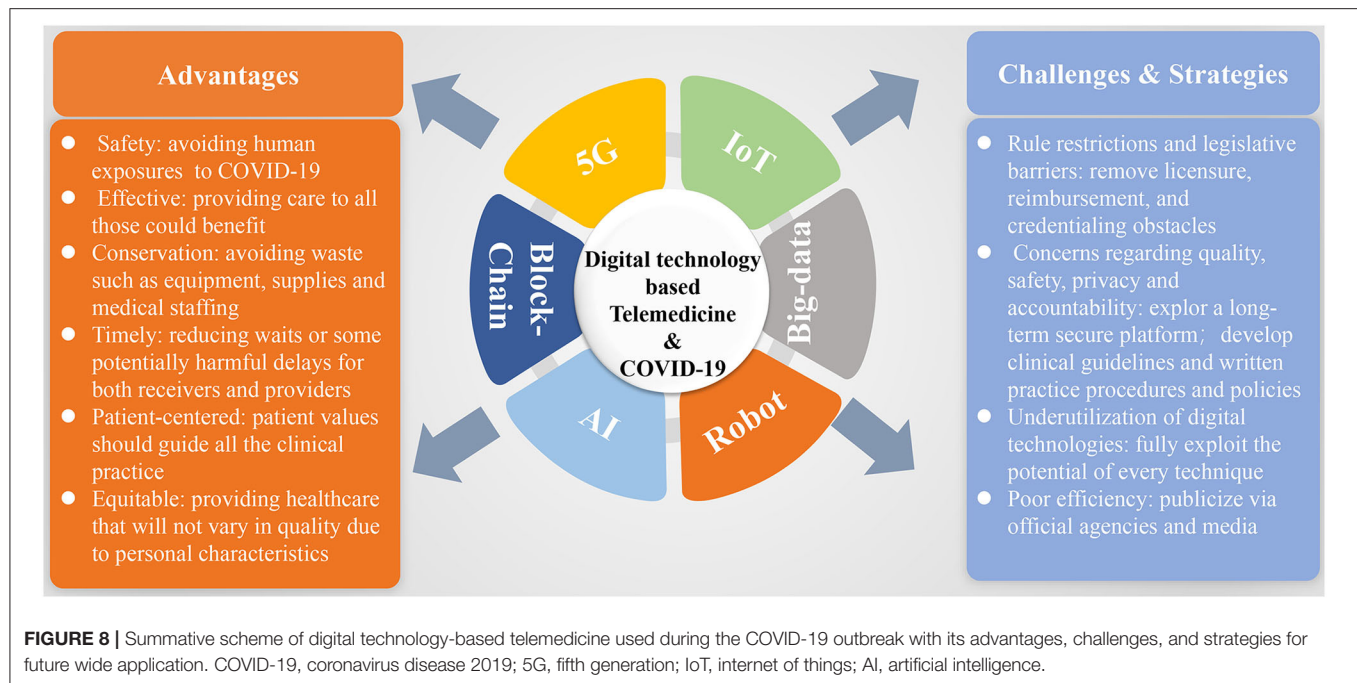 Advantages
Safety: avoiding human
exposures to COVID-19
Effective: providing care to all
those could benefit
Conservation: avoiding waste
such as equipment, supplies and
medical staffing
Timely: reducing waits or some
potentially harmful delays for
both receivers and providers
Patient-centered: patient values
should guide all the clinical
practice
Equitable: providing healthcare
that will not vary in quality due
to personal characteristics
5G
IoT
Block-
Chain
Big-data
AI
Robot
Digital technology
based
Telemedicine
&
COVID-19
Challenges & Strategies
Rule restrictions and legislative
barriers: remove licensure,
reimbursement, and
credentialing obstacles
Concerns regarding quality,
safety, privacy and
accountability: explor a long-
term secure platform； develop
clinical guidelines and written
practice procedures and policies
Underutilization of digital
technologies: fully exploit the
potential of every technique
Poor efficiency: publicize via
official agencies and media
FIGURE 8 | Summative scheme of digital technology-based telemedicine used during the COVID-19 outbreak with its advantages, challenges, and strategies for
future wide application. COVID-19, coronavirus disease 2019; 5G, fifth generation; IoT, internet of things; AI, artificial intelligence.